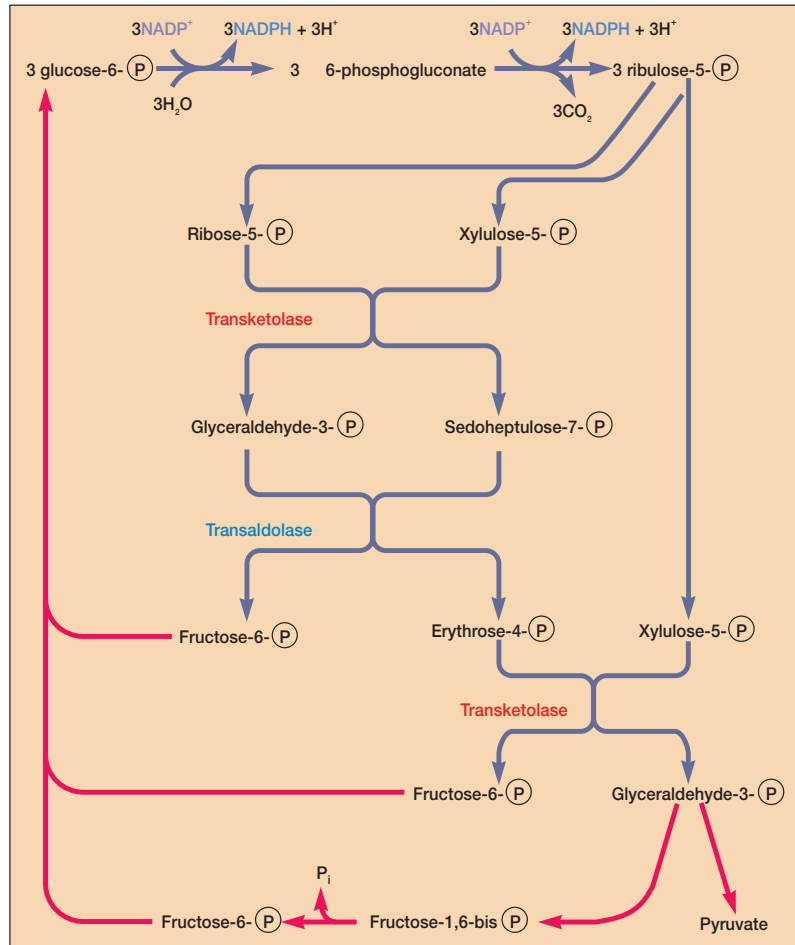 3NADP⁺ 3NADPH + 3H⁺ 3NADP⁺ 3NADPH + 3H⁺
3 glucose-6- P 3 6-phosphogluconate 3 ribulose-5- P
3H₂O 3CO₂
Ribose-5- P Xylulose-5- P
Transketolase
Glyceraldehyde-3- P Sedoheptulose-7- P
Transaldolase
Fructose-6- P Erythrose-4- P Xylulose-5- P
Transketolase
Fructose-6- P Glyceraldehyde-3- P
Pᵢ
Fructose-6- P Fructose-1,6-bis P Pyruvate